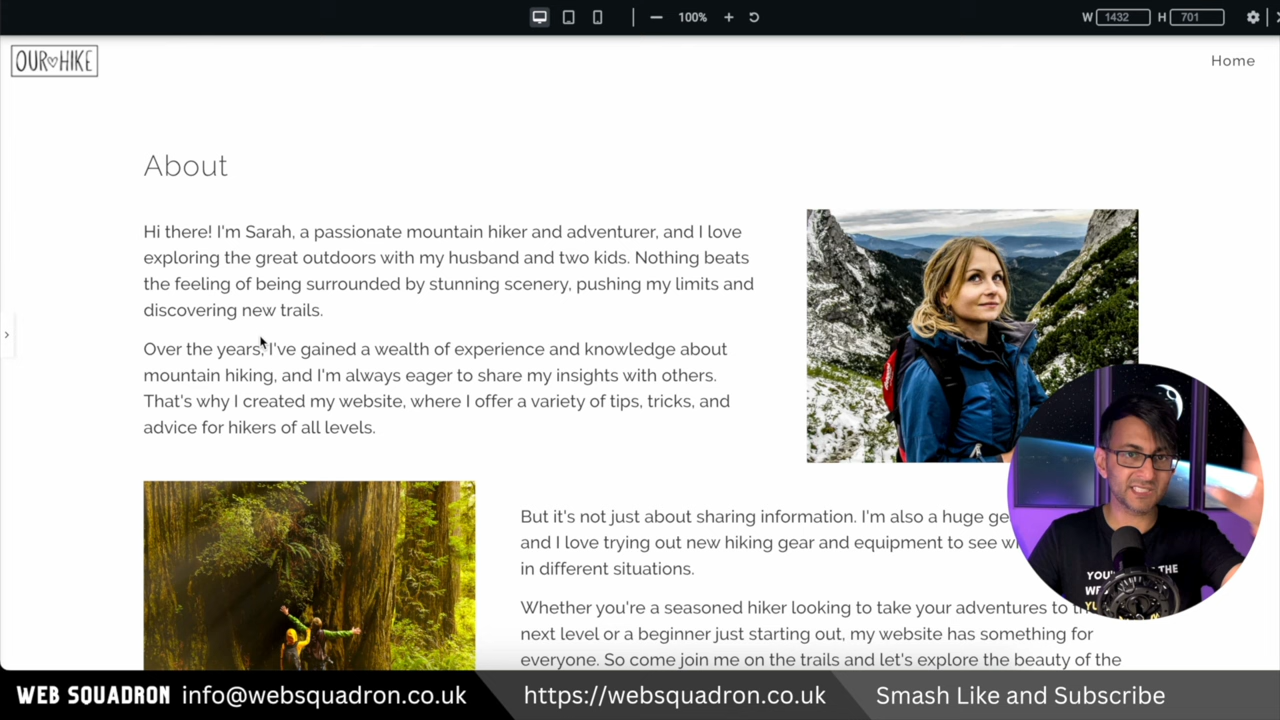 100%
W 1432 H 701
OUR HIKE
Home
About
Hi there! I'm Sarah, a passionate mountain hiker and adventurer, and I love
exploring the great outdoors with my husband and two kids. Nothing beats
the feeling of being surrounded by stunning scenery, pushing my limits and
discovering new trails.
Over the years, I've gained a wealth of experience and knowledge about
mountain hiking, and I'm always eager to share my insights with others.
That's why I created my website, where I offer a variety of tips, tricks, and
advice for hikers of all levels.
But it's not just about sharing information. I'm also a huge
and I love trying out new hiking gear and equipment to see
in different situations.
Whether you're a seasoned hiker looking to take your adventures to
next level or a beginner just starting out, my website has something for
everyone. So come join me on the trails and let's explore the beauty of the
THE
WEB SQUADRON info@websquadron.co.uk https://websquadron.co.uk Smash Like and Subscribe